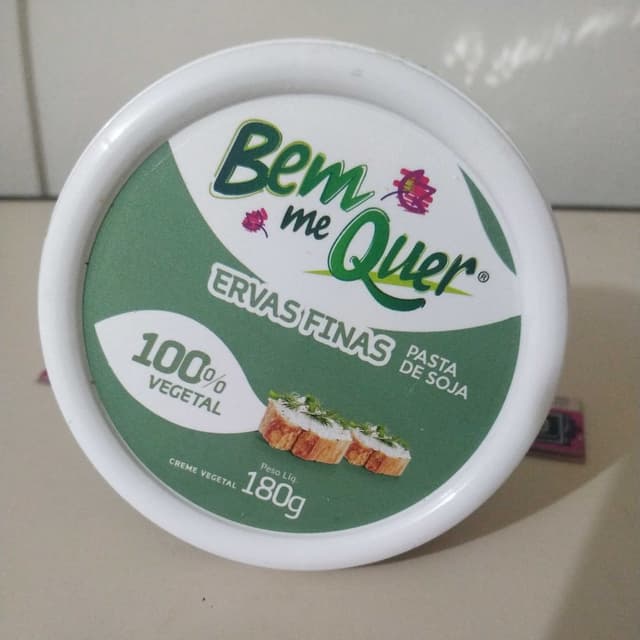 Bem
me
Quer®
ERVAS FINAS
PASTA
DE SOJA
100%
VEGETAL
CREME VEGETAL
Peso Líq.
180g